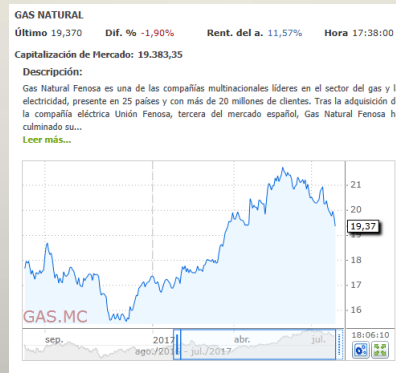 GAS NATURAL
Último 19,370 Dif. % -1,90% Rent. del a. 11,57% Hora 17:38:00
Capitalización de Mercado: 19.383,35
Descripción:
Gas Natural Fenosa es una de las compañías multinacionales líderes en el sector del gas y l
electricidad, presente en 25 países y con más de 20 millones de clientes. Tras la adquisición d
la compañía eléctrica Unión Fenosa, tercera del mercado español, Gas Natural Fenosa h
culminado su...
Leer más...
21
20
19,37
19
18
17
16
GAS.MC
sep. 2017 abr. jul.
ago./2016 - jul./2017
18:06:10